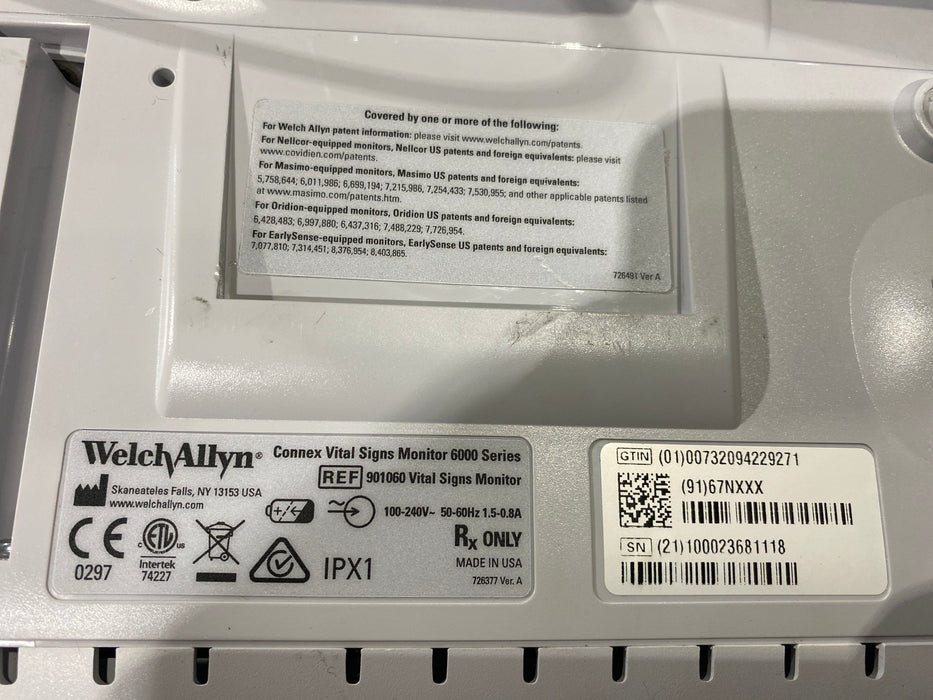 Covered by one or more of the following:
For Welch Allyn patent information: please visit www.welchallyn.com/patents.
For Nellcor-equipped monitors, Nellcor US patents and foreign equivalents: please visit
www.covidien.com/patents.
For Masimo-equipped monitors, Masimo US patents and foreign equivalents:
5,758,644; 6,011,986; 6,699,194; 7,215,986; 7,254,433; 7,530,955; and other applicable patents listed
at www.masimo.com/patents.htm.
For Oridion-equipped monitors, Oridion US patents and foreign equivalents:
6,428,483; 6,997,880; 6,437,316; 7,488,229; 7,726,954.
For EarlySense-equipped monitors, EarlySense US patents and foreign equivalents:
7,077,810; 7,314,451; 8,376,954; 8,403,865.
726491 Ver A
WelchAllyn® Connex Vital Signs Monitor 6000 Series
REF 901060 Vital Signs Monitor
Skaneateles Falls, NY 13153 USA
www.welchallyn.com
100-240V~ 50-60Hz 1.5-0.8A
CE
0297
c ETL us
Intertek
74227
IPX1
Rx ONLY
MADE IN USA
726377 Ver. A
GTIN (01)00732094229271
(91)67NXXX
SN (21)100023681118